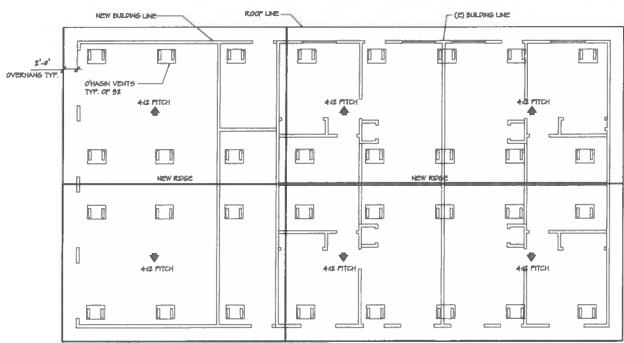 NEW BUILDING LINE
ROOF LINE
(E) BUILDING LINE
2'-0"
OVERHANG TYP.
O'HAGIN VENTS
TYP. OF 32
4:12 PITCH
4:12 PITCH
4:12 PITCH
NEW RIDGE
NEW RIDGE
4:12 PITCH
4:12 PITCH
4:12 PITCH